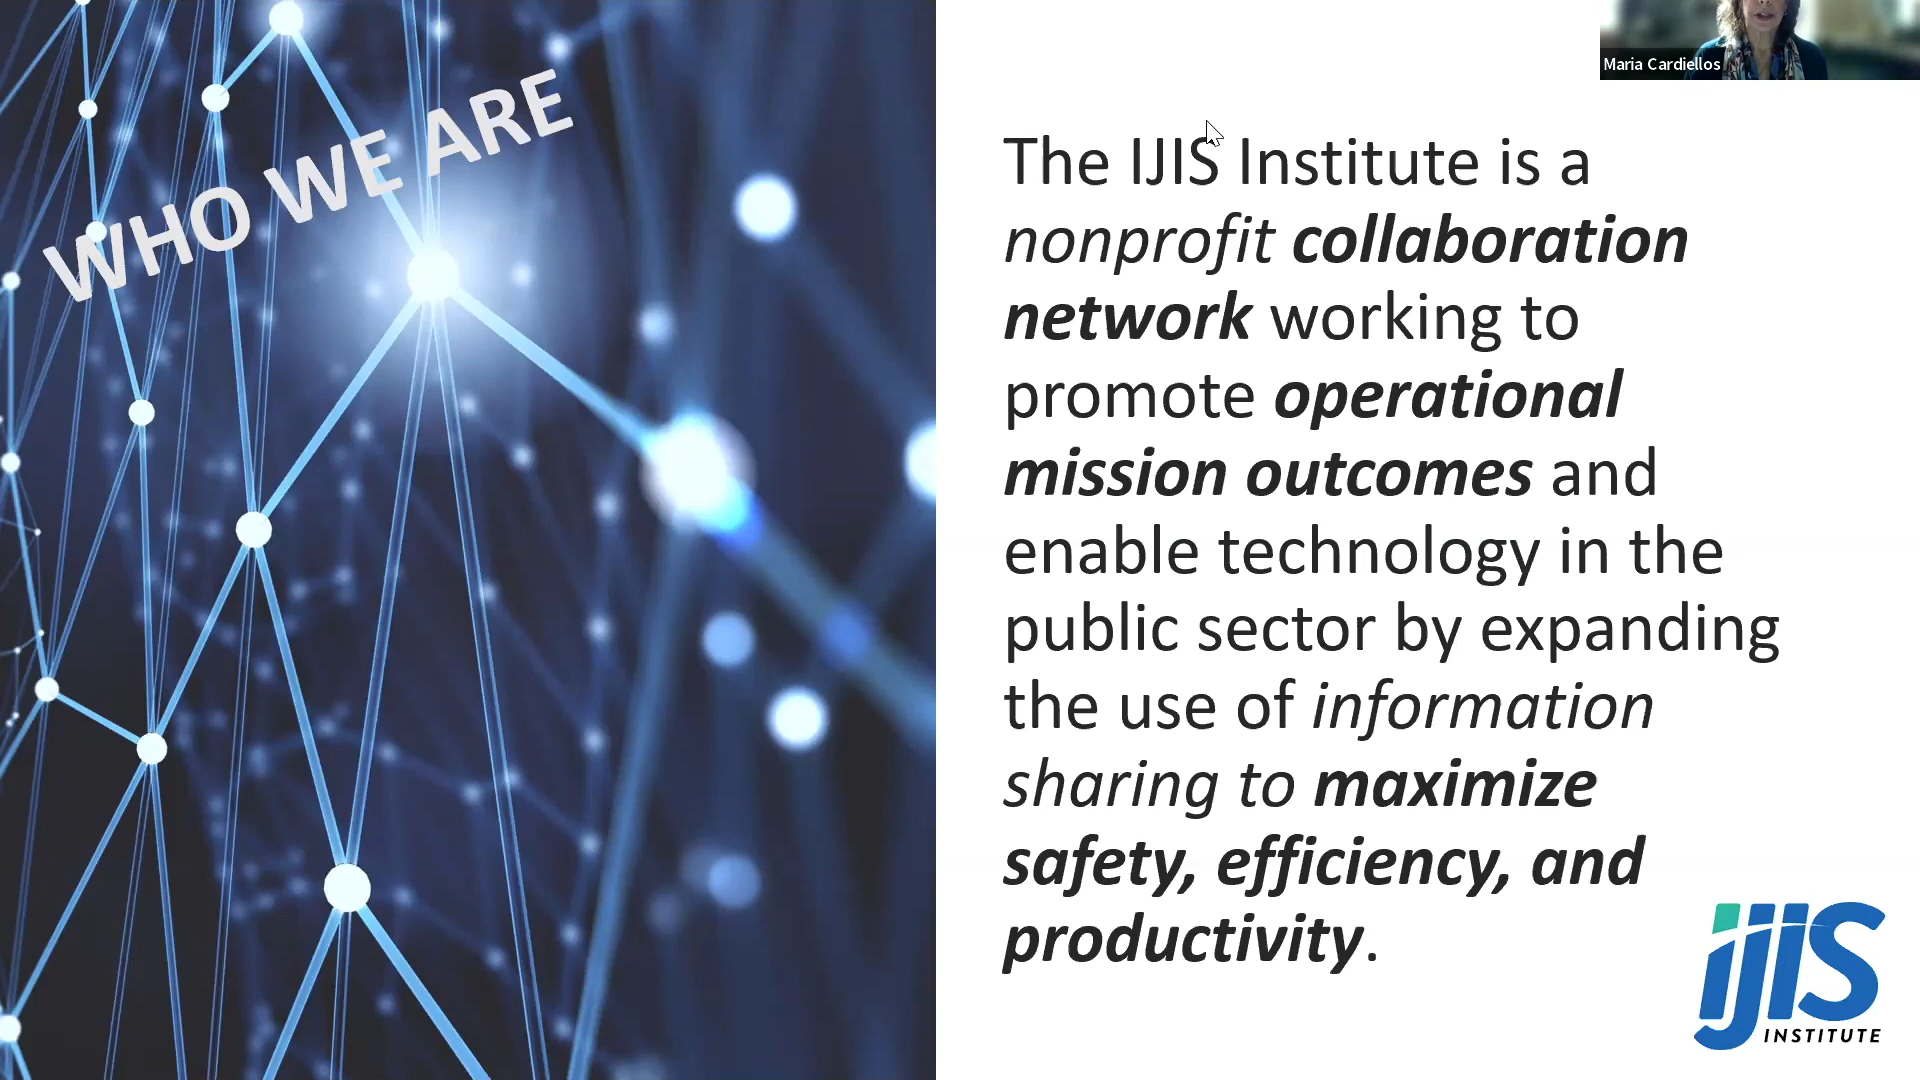 WHO WE ARE
Maria Cardiellos
The IJIS Institute is a
nonprofit collaboration
network working to
promote operational
mission outcomes and
enable technology in the
public sector by expanding
the use of information
sharing to maximize
safety, efficiency, and
productivity.
ijis
INSTITUTE